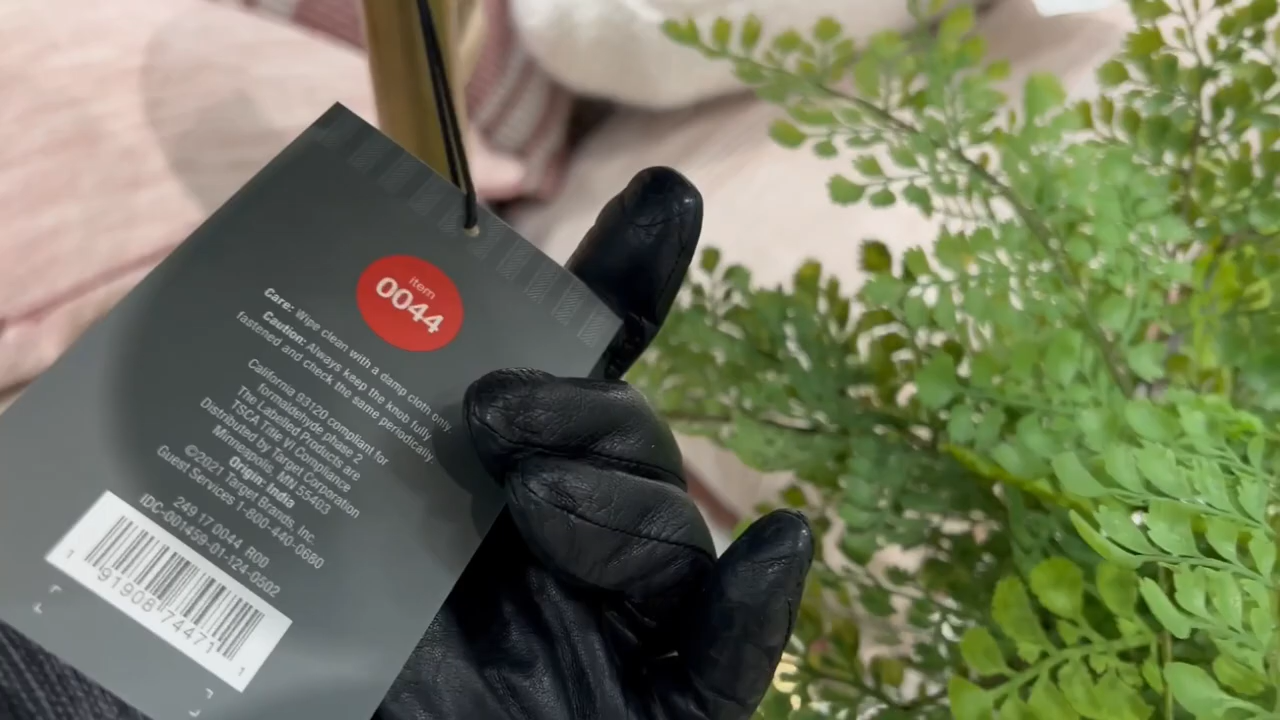 item
0044
Care: Wipe clean with a damp cloth only.
Caution: Always keep the knob fully
fastened and check the same periodically.
California 93120 compliant for
formaldehyde phase 2
The Labelled Products are
TSCA Title VI Compliance
Distributed by Target Corporation
Minneapolis, MN 55403
Origin: India
©2021 Target Brands, Inc.
Guest Services 1-800-440-0680
249 17 0044 R00
IDC-001459-01-124-0502
1 91908 74471 1